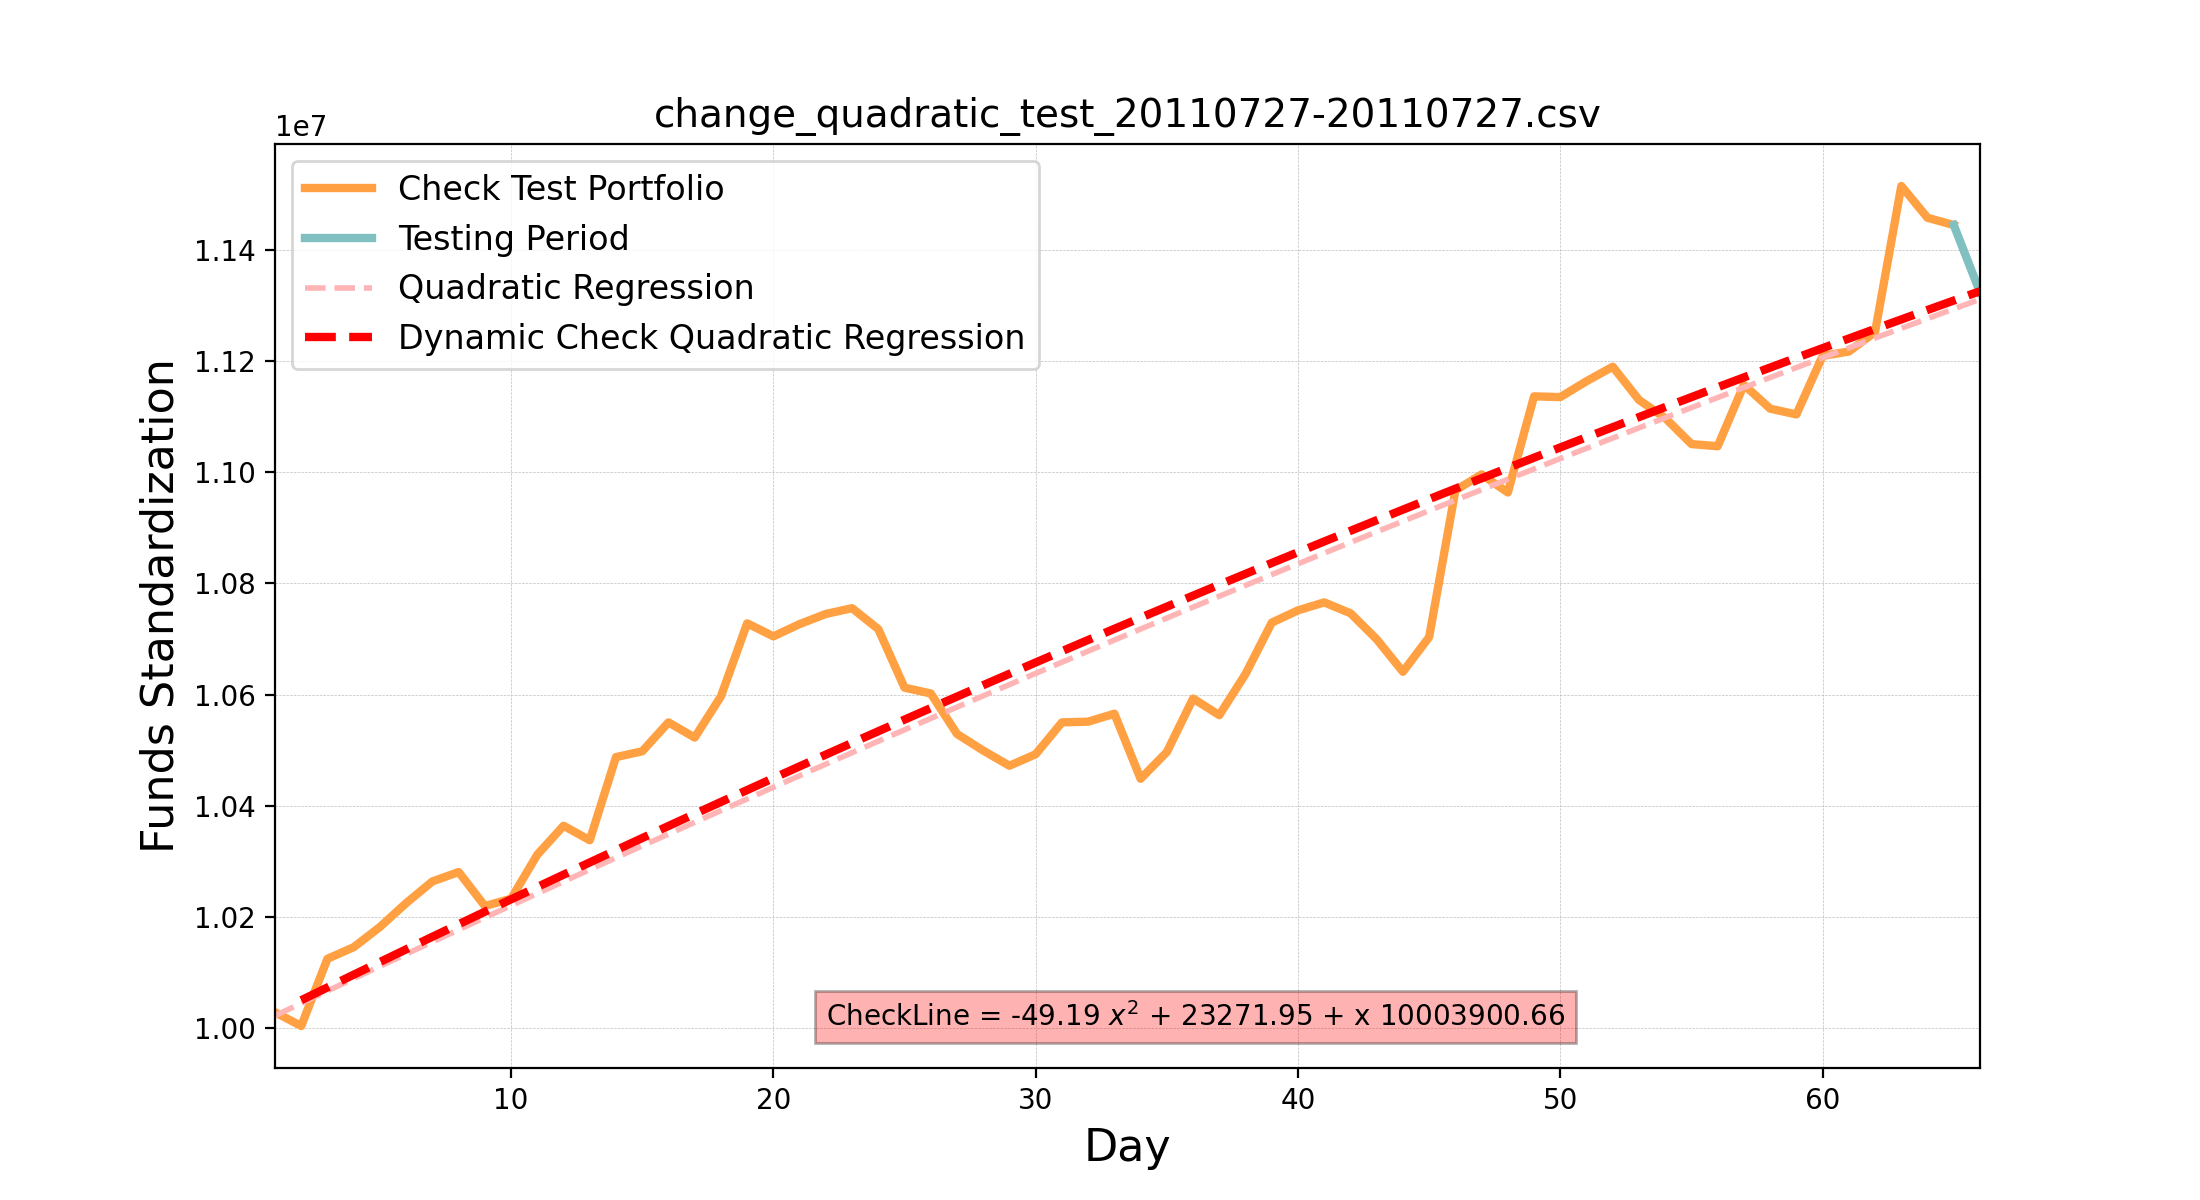 change_quadratic_test_20110727-20110727.csv
1e7
Check Test Portfolio
Testing Period
Quadratic Regression
Dynamic Check Quadratic Regression
1.14
1.12
1.10
1.08
1.06
1.04
1.02
1.00
Funds Standardization
CheckLine = -49.19 x² + 23271.95 + x 10003900.66
10 20 30 40 50 60
Day